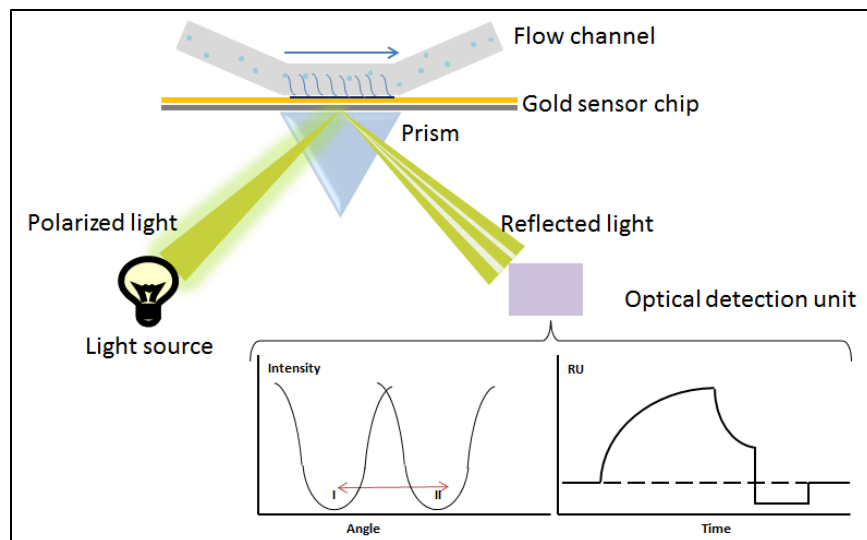 Flow channel
Gold sensor chip
Prism
Polarized light
Reflected light
Light source
Optical detection unit
Intensity
I
II
Angle
RU
Time